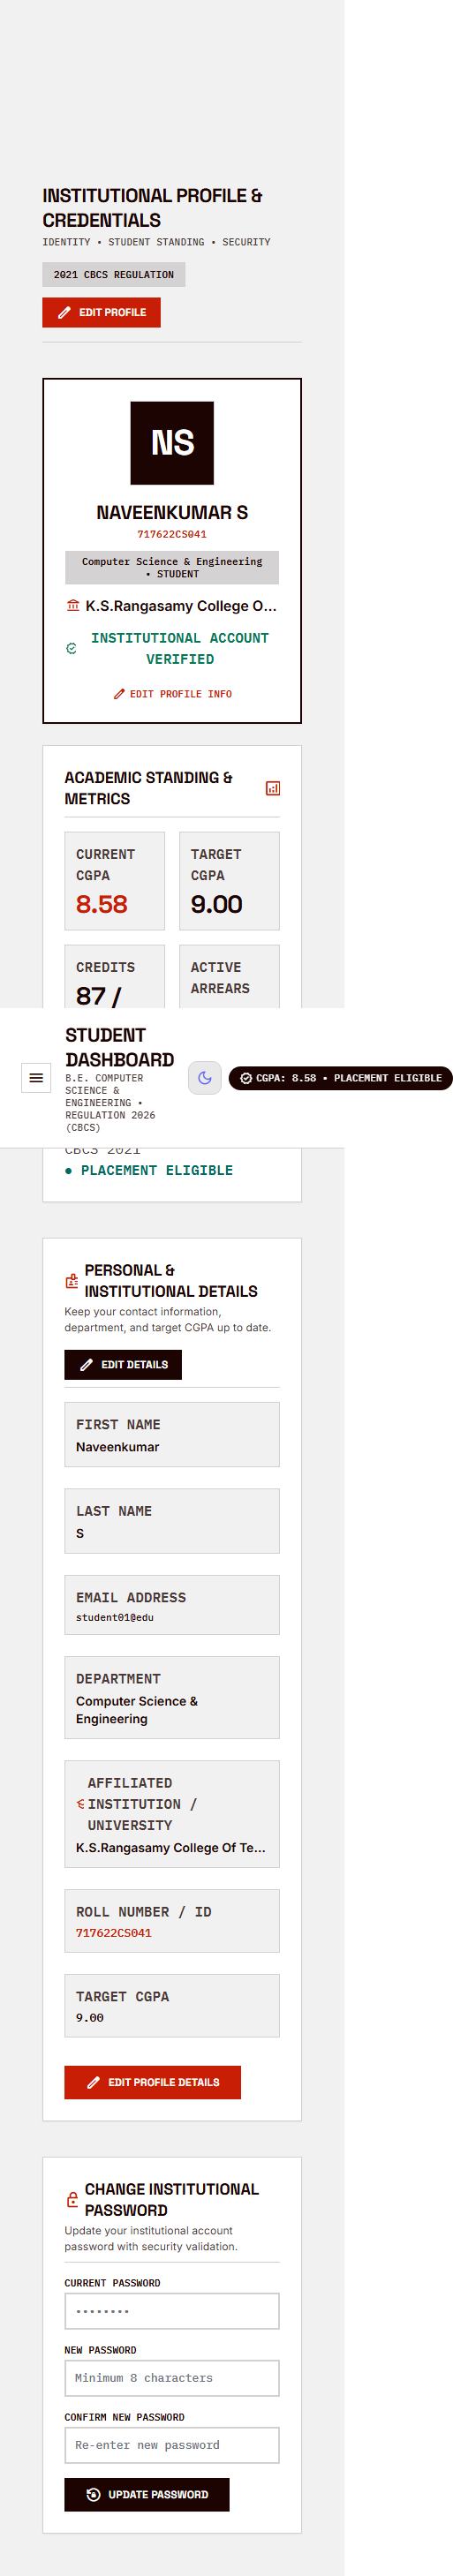 INSTITUTIONAL PROFILE &
CREDENTIALS
IDENTITY • STUDENT STANDING • SECURITY
2021 CBCS REGULATION
EDIT PROFILE
NS
NAVEENKUMAR S
717622CS041
Computer Science & Engineering
• STUDENT
K.S.Rangasamy College O...
INSTITUTIONAL ACCOUNT
VERIFIED
EDIT PROFILE INFO
ACADEMIC STANDING &
METRICS
CURRENT
CGPA
8.58
TARGET
CGPA
9.00
CREDITS
87 /
ACTIVE
ARREARS
STUDENT
DASHBOARD
B.E. COMPUTER
SCIENCE &
ENGINEERING •
REGULATION 2026
(CBCS)
CGPA: 8.58 • PLACEMENT ELIGIBLE
CBCS 2021
● PLACEMENT ELIGIBLE
PERSONAL &
INSTITUTIONAL DETAILS
Keep your contact information,
department, and target CGPA up to date.
EDIT DETAILS
FIRST NAME
Naveenkumar
LAST NAME
S
EMAIL ADDRESS
student01@edu
DEPARTMENT
Computer Science &
Engineering
AFFILIATED
INSTITUTION /
UNIVERSITY
K.S.Rangasamy College Of Te...
ROLL NUMBER / ID
717622CS041
TARGET CGPA
9.00
EDIT PROFILE DETAILS
CHANGE INSTITUTIONAL
PASSWORD
Update your institutional account
password with security validation.
CURRENT PASSWORD
••••••••
NEW PASSWORD
Minimum 8 characters
CONFIRM NEW PASSWORD
Re-enter new password
UPDATE PASSWORD